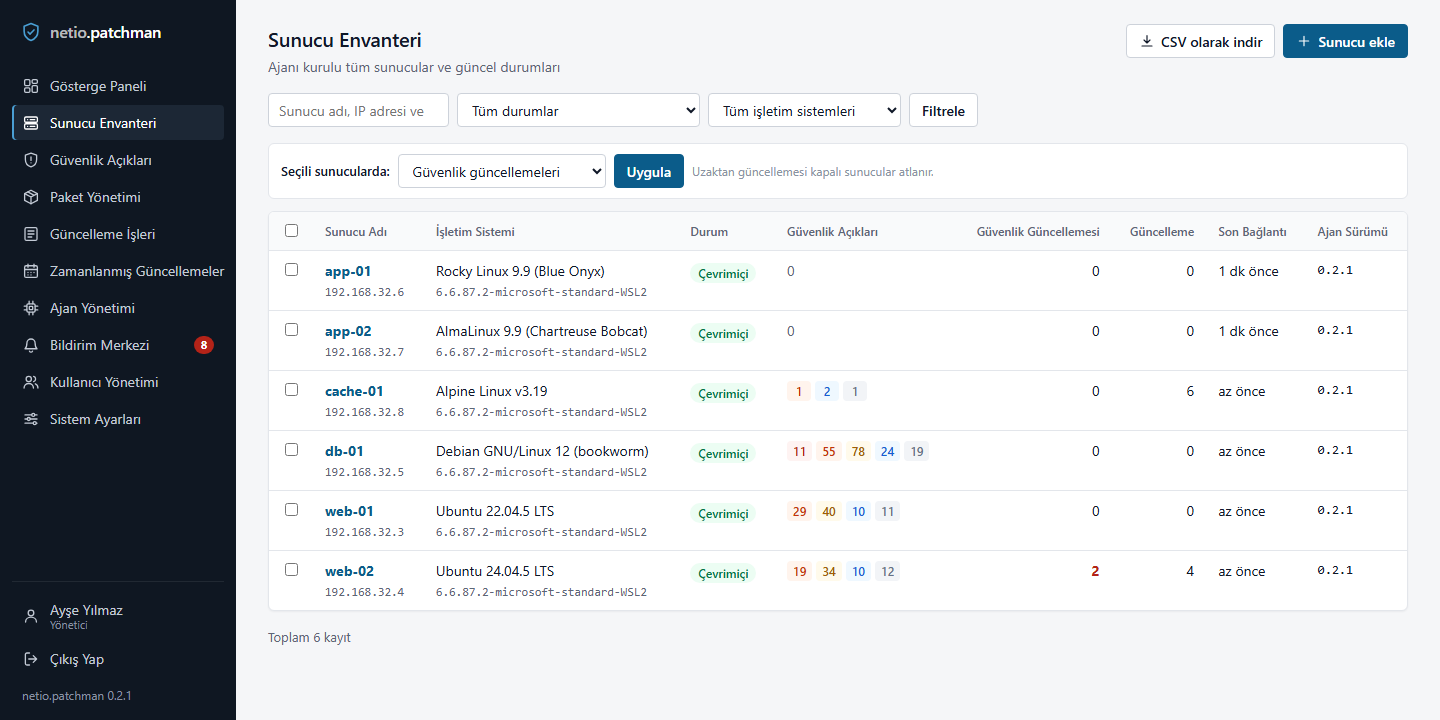 netio.patchman
Gösterge Paneli
Sunucu Envanteri
Güvenlik Açıkları
Paket Yönetimi
Güncelleme İşleri
Zamanlanmış Güncellemeler
Ajan Yönetimi
Bildirim Merkezi 8
Kullanıcı Yönetimi
Sistem Ayarları
Ayşe Yılmaz
Yönetici
Çıkış Yap
netio.patchman 0.2.1
Sunucu Envanteri
Ajanı kurulu tüm sunucular ve güncel durumları
CSV olarak indir
Sunucu ekle
Sunucu adı, IP adresi ve
Tüm durumlar
Tüm işletim sistemleri
Filtrele
Seçili sunucularda: Güvenlik güncellemeleri Uygula Uzaktan güncellemesi kapalı sunucular atlanır.
Sunucu Adı İşletim Sistemi Durum Güvenlik Açıkları Güvenlik Güncellemesi Güncelleme Son Bağlantı Ajan Sürümü
app-01 Rocky Linux 9.9 (Blue Onyx) Çevrimiçi 0 0 0 1 dk önce 0.2.1
192.168.32.6 6.6.87.2-microsoft-standard-WSL2
app-02 AlmaLinux 9.9 (Chartreuse Bobcat) Çevrimiçi 0 0 0 1 dk önce 0.2.1
192.168.32.7 6.6.87.2-microsoft-standard-WSL2
cache-01 Alpine Linux v3.19 Çevrimiçi 1 2 1 0 6 az önce 0.2.1
192.168.32.8 6.6.87.2-microsoft-standard-WSL2
db-01 Debian GNU/Linux 12 (bookworm) Çevrimiçi 11 55 78 24 19 0 0 az önce 0.2.1
192.168.32.5 6.6.87.2-microsoft-standard-WSL2
web-01 Ubuntu 22.04.5 LTS Çevrimiçi 29 40 10 11 0 0 az önce 0.2.1
192.168.32.3 6.6.87.2-microsoft-standard-WSL2
web-02 Ubuntu 24.04.5 LTS Çevrimiçi 19 34 10 12 2 4 az önce 0.2.1
192.168.32.4 6.6.87.2-microsoft-standard-WSL2
Toplam 6 kayıt